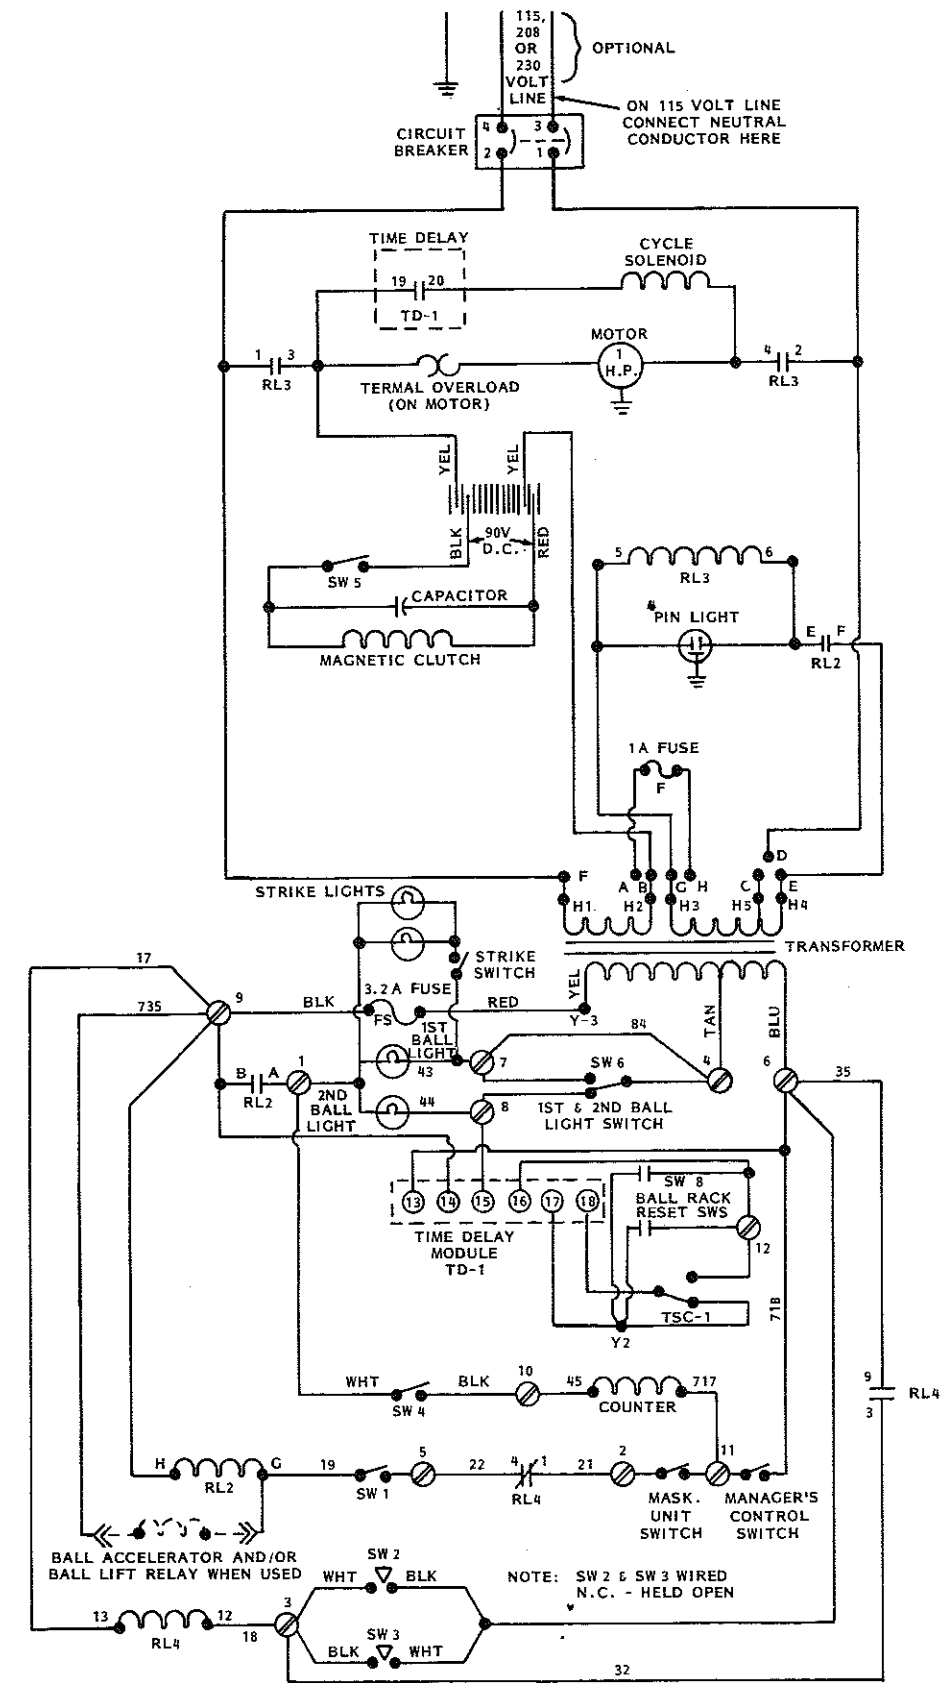 115,
208
OR
230
VOLT
LINE
OPTIONAL
ON 115 VOLT LINE
CONNECT NEUTRAL
CONDUCTOR HERE
CIRCUIT
BREAKER
4 3
2 1
TIME DELAY
19 20
TD-1
CYCLE
SOLENOID
MOTOR
1
H.P.
1 3
RL3
4 2
RL3
TERMAL OVERLOAD
(ON MOTOR)
YEL YEL
BLK
90V
D.C.
RED
SW 5
CAPACITOR
MAGNETIC CLUTCH
5 6
RL3
PIN LIGHT
E F
RL2
1A FUSE
F
D
F
A B G H C E
H1 H2 H3 H5 H4
TRANSFORMER
STRIKE LIGHTS
STRIKE
SWITCH
17
735
9
BLK
3.2A FUSE
FS
RED
YEL
Y-3
TAN
BLU
1ST
BALL
LIGHT
43
7
84
4
6
35
B A
RL2
1
2ND
BALL
LIGHT
44
8
SW 6
1ST & 2ND BALL
LIGHT SWITCH
13 14 15 16 17 18
TIME DELAY
MODULE
TD-1
SW 8
BALL RACK
RESET SWS
12
TSC-1
Y2
718
WHT
SW 4
BLK
10
45
717
COUNTER
9
RL4
3
H G
RL2
19
SW 1
5
22
4 1
RL4
21
2
11
MASK.
UNIT
SWITCH
MANAGER'S
CONTROL
SWITCH
BALL ACCELERATOR AND/OR
BALL LIFT RELAY WHEN USED
SW 2
WHT BLK
NOTE: SW 2 & SW 3 WIRED
N.C. - HELD OPEN
13 12
RL4
18
3
SW 3
BLK WHT
32